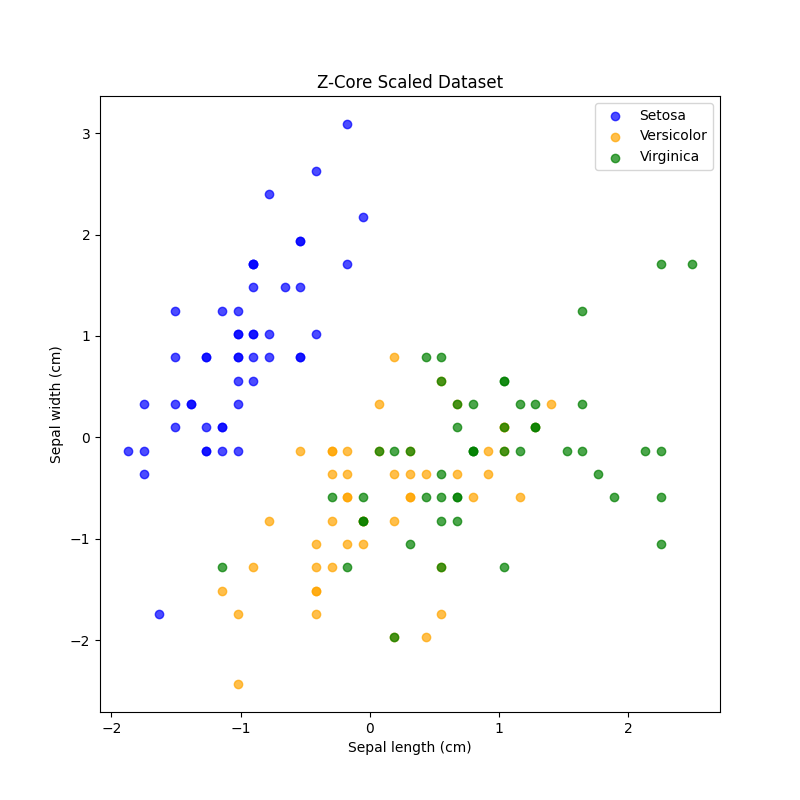 Z-Core Scaled Dataset
Setosa
Versicolor
Virginica
3
2
1
0
−1
−2
Sepal width (cm)
−2
−1
0
1
2
Sepal length (cm)